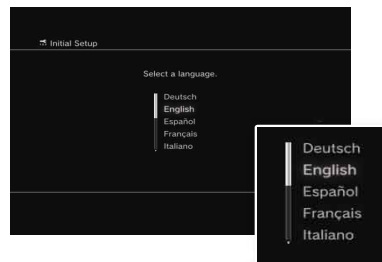 Initial Setup
Select a language.
Deutsch
English
Español
Français
Italiano
Deutsch
English
Español
Français
Italiano